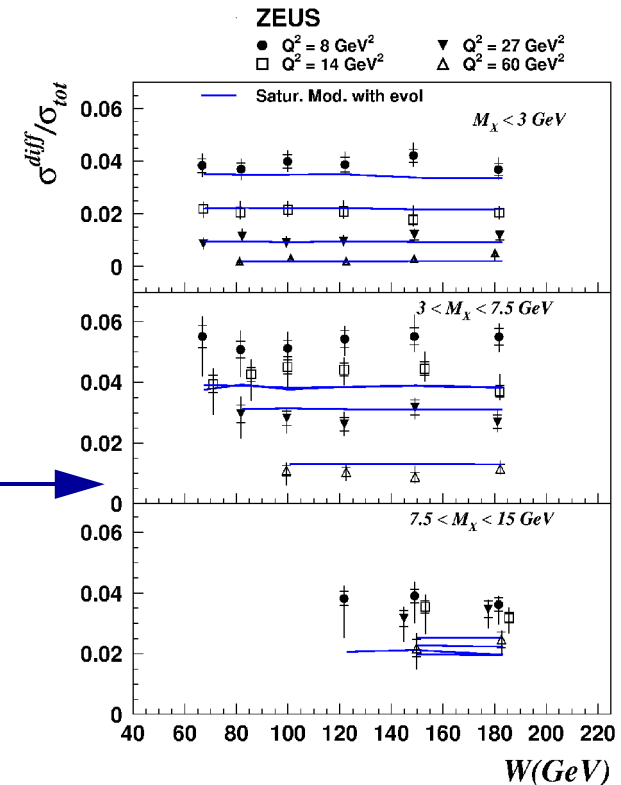 ZEUS
Q² = 8 GeV² Q² = 27 GeV²
Q² = 14 GeV² Q² = 60 GeV²
σ^diff/σ_tot
Satur. Mod. with evol
M_X < 3 GeV
0.06
0.04
0.02
0
3 < M_X < 7.5 GeV
0.06
0.04
0.02
0
7.5 < M_X < 15 GeV
0.06
0.04
0.02
0
40 60 80 100 120 140 160 180 200 220
W(GeV)